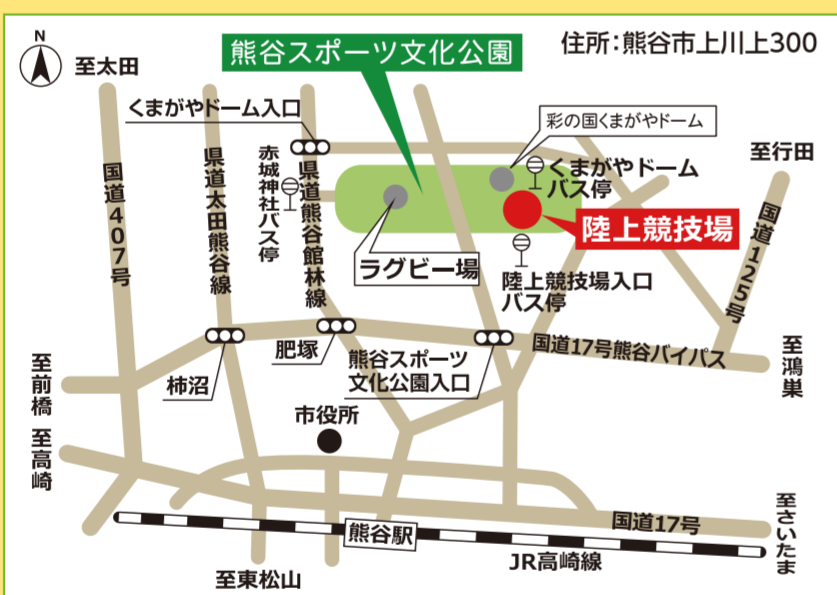 N
至太田
熊谷スポーツ文化公園
住所:熊谷市上川上300
くまがやドーム入口
彩の国くまがやドーム
至行田
国道407号
県道太田熊谷線
赤城神社バス停
県道熊谷館林線
くまがやドーム
バス停
陸上競技場
国道125号
ラグビー場
陸上競技場入口
バス停
肥塚
熊谷スポーツ
文化公園入口
国道17号熊谷バイパス
至前橋
柿沼
至鴻巣
市役所
至高崎
国道17号
至さいたま
熊谷駅
JR高崎線
至東松山